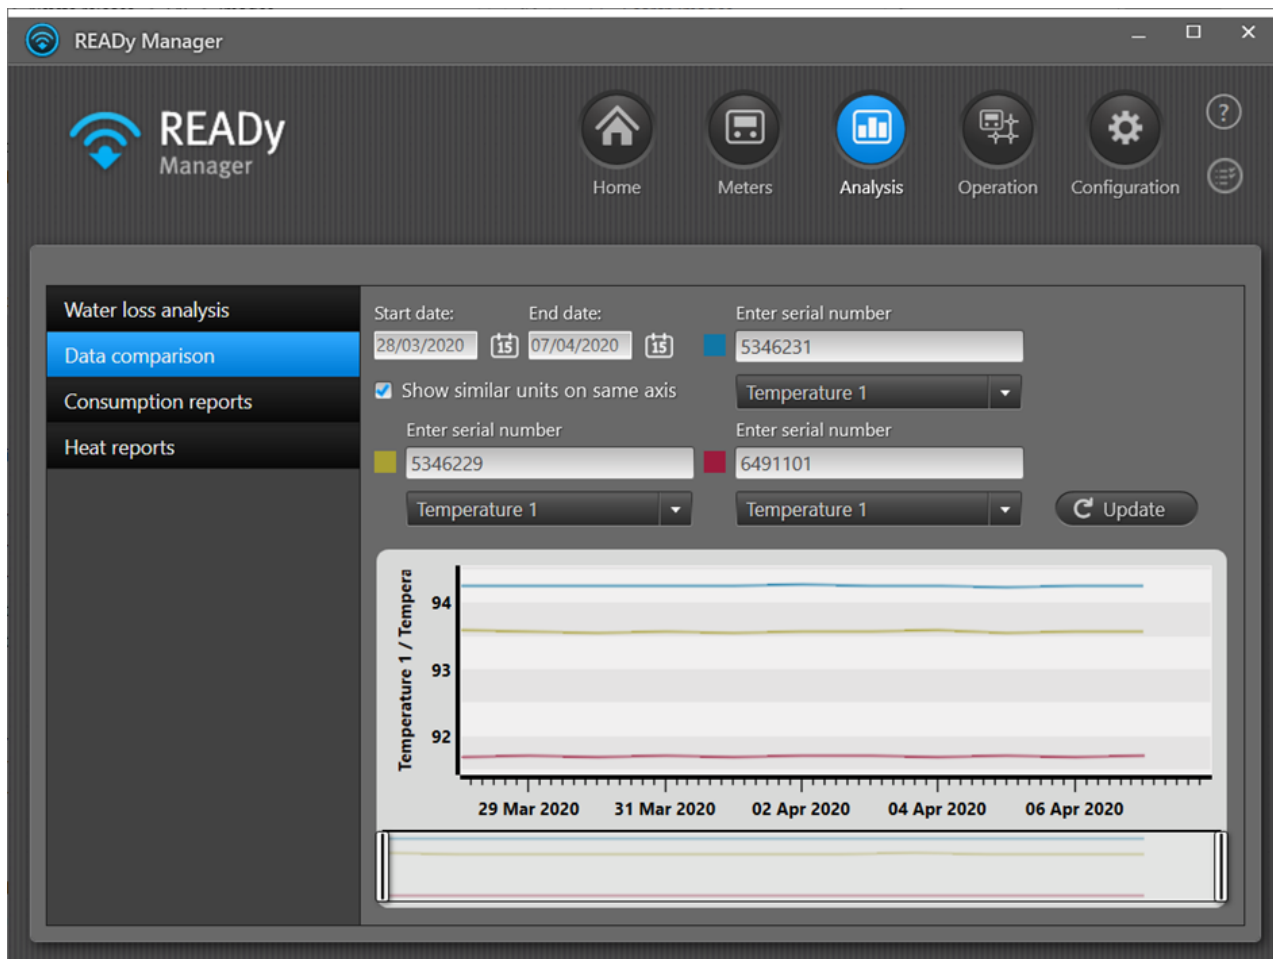 READy Manager
READy
Manager
Home
Meters
Analysis
Operation
Configuration
?
Water loss analysis
Data comparison
Consumption reports
Heat reports
Start date:
End date:
Enter serial number
28/03/2020
15
07/04/2020
15
5346231
Show similar units on same axis
Temperature 1
Enter serial number
Enter serial number
5346229
6491101
Temperature 1
Temperature 1
Update
Temperature 1 / Tempera
94
93
92
29 Mar 2020
31 Mar 2020
02 Apr 2020
04 Apr 2020
06 Apr 2020